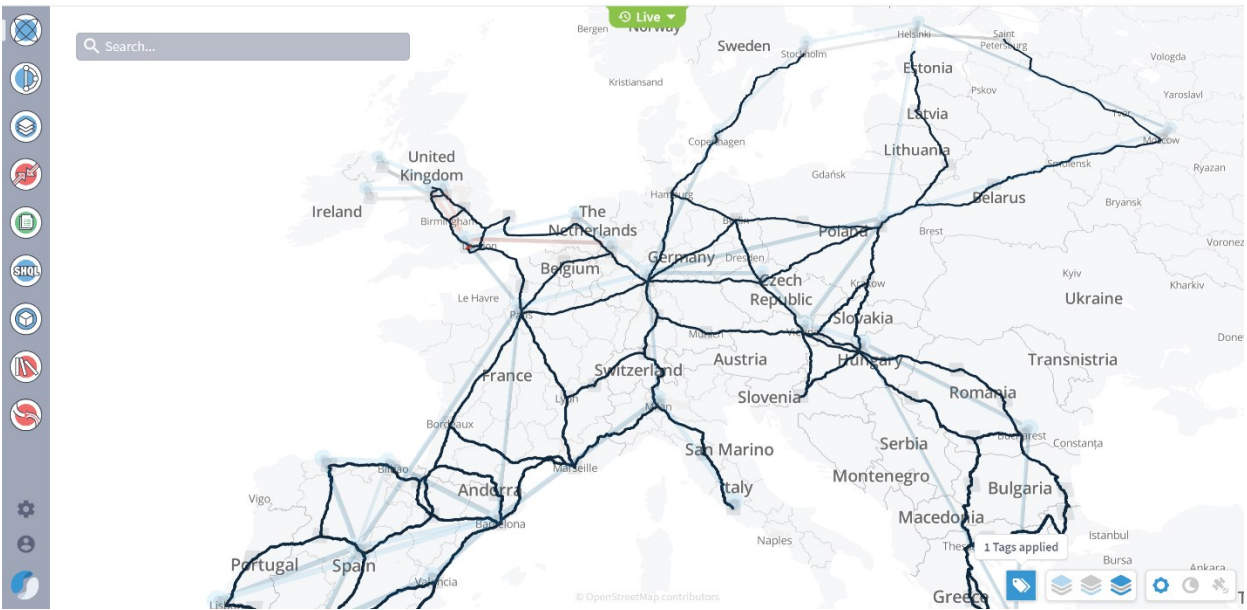 Live
Norway
Bergen
Search...
Sweden
Stockholm
Helsinki
Saint
Petersburg
Vologda
Kristiansand
Estonia
Pskov
Yaroslavl
Tver
Latvia
Copenhagen
Moscow
United
Kingdom
Lithuania
Smolensk
Ryazan
Gdańsk
Hamburg
Belarus
Bryansk
Ireland
The
Netherlands
Birmingham
Berlin
Poland
Brest
Voronez
London
Germany
Dresden
Belgium
Kyiv
Kharkiv
SHQL
Czech
Republic
Krakow
Ukraine
Le Havre
Paris
Slovakia
Vienna
Munich
Donet
Austria
Hungary
Transnistria
France
Switzerland
Slovenia
Romania
Lyon
Milan
Bordeaux
Bucharest
Constanța
San Marino
Serbia
Marseille
Bilbao
Montenegro
Andorra
Italy
Bulgaria
Vigo
Macedonia
Barcelona
Naples
Thes
1 Tags applied
Istanbul
Bursa
Portugal
Spain
Ankara
Valencia
Lisbon
© OpenStreetMap contributors
Greece
T